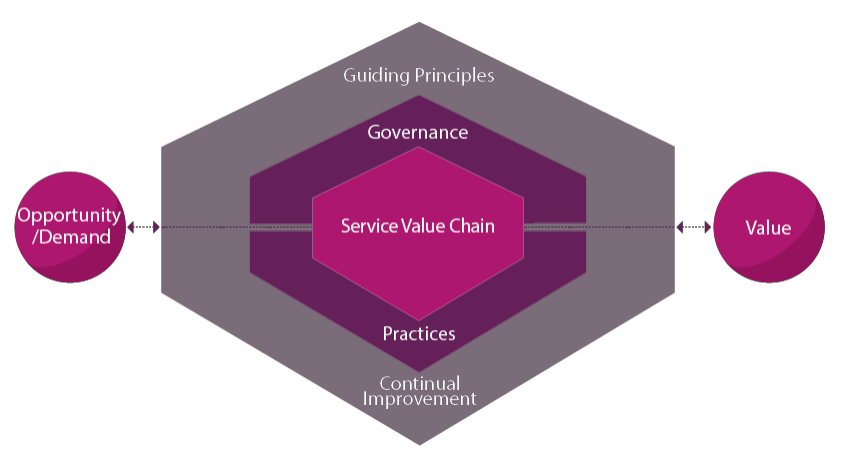 Guiding Principles
Governance
Opportunity
/Demand
Service Value Chain
Value
Practices
Continual
Improvement